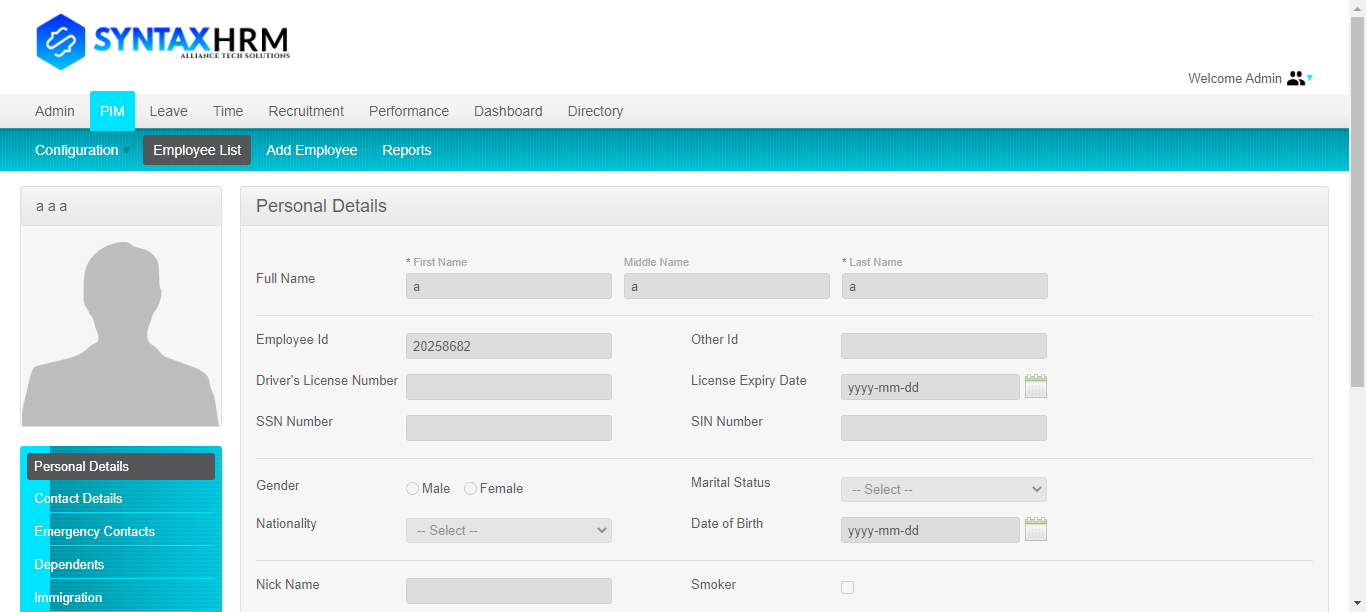 SYNTAXHRM
ALLIANCE TECH SOLUTIONS
Welcome Admin
Admin PIM Leave Time Recruitment Performance Dashboard Directory
Configuration Employee List Add Employee Reports
a a a
Personal Details
Contact Details
Emergency Contacts
Dependents
Immigration
Personal Details
* First Name Middle Name * Last Name
Full Name a a a
Employee Id 20258682 Other Id
Driver's License Number License Expiry Date yyyy-mm-dd
SSN Number SIN Number
Gender Male Female Marital Status -- Select --
Nationality -- Select -- Date of Birth yyyy-mm-dd
Nick Name Smoker